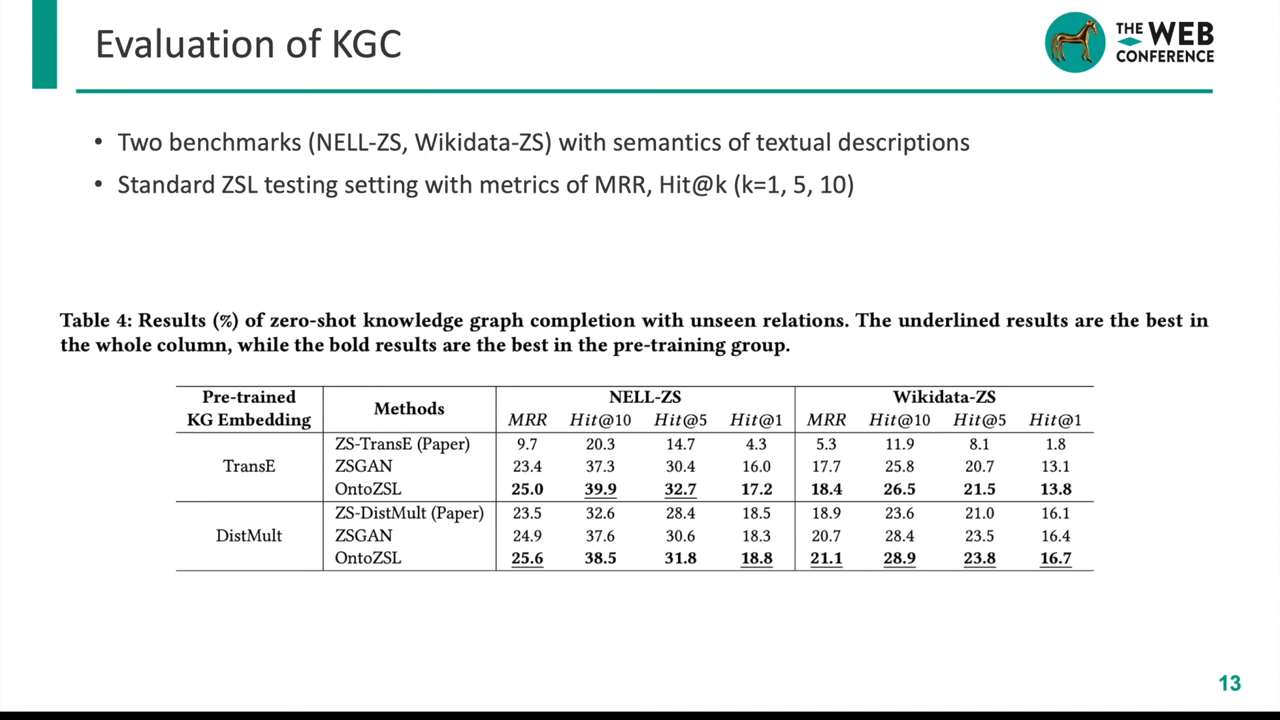 Evaluation of KGC
THE WEB
CONFERENCE
• Two benchmarks (NELL-ZS, Wikidata-ZS) with semantics of textual descriptions
• Standard ZSL testing setting with metrics of MRR, Hit@k (k=1, 5, 10)
Table 4: Results (%) of zero-shot knowledge graph completion with unseen relations. The underlined results are the best in
the whole column, while the bold results are the best in the pre-training group.
Pre-trained KG Embedding Methods NELL-ZS Wikidata-ZS
MRR Hit@10 Hit@5 Hit@1 MRR Hit@10 Hit@5 Hit@1
ZS-TransE (Paper) 9.7 20.3 14.7 4.3 5.3 11.9 8.1 1.8
TransE ZSGAN 23.4 37.3 30.4 16.0 17.7 25.8 20.7 13.1
OntoZSL 25.0 39.9 32.7 17.2 18.4 26.5 21.5 13.8
ZS-DistMult (Paper) 23.5 32.6 28.4 18.5 18.9 23.6 21.0 16.1
DistMult ZSGAN 24.9 37.6 30.6 18.3 20.7 28.4 23.5 16.4
OntoZSL 25.6 38.5 31.8 18.8 21.1 28.9 23.8 16.7
13